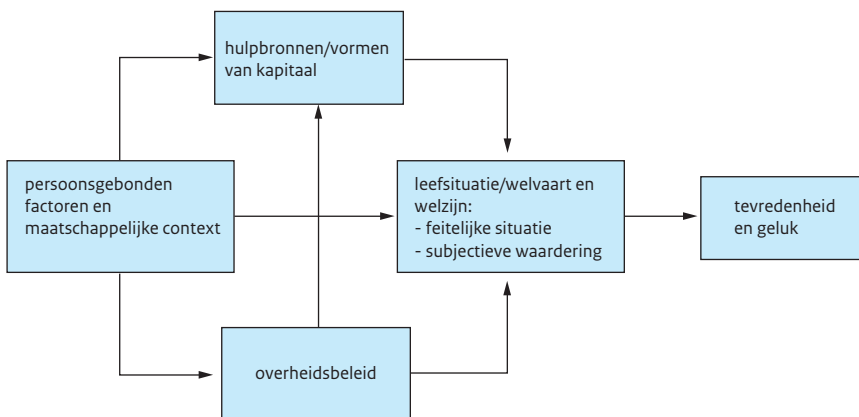 hulpbronnen/vormen
van kapitaal
persoonsgebonden
factoren en
maatschappelijke context
leefsituatie/welvaart en
welzijn:
- feitelijke situatie
- subjectieve waardering
tevredenheid
en geluk
overheidsbeleid